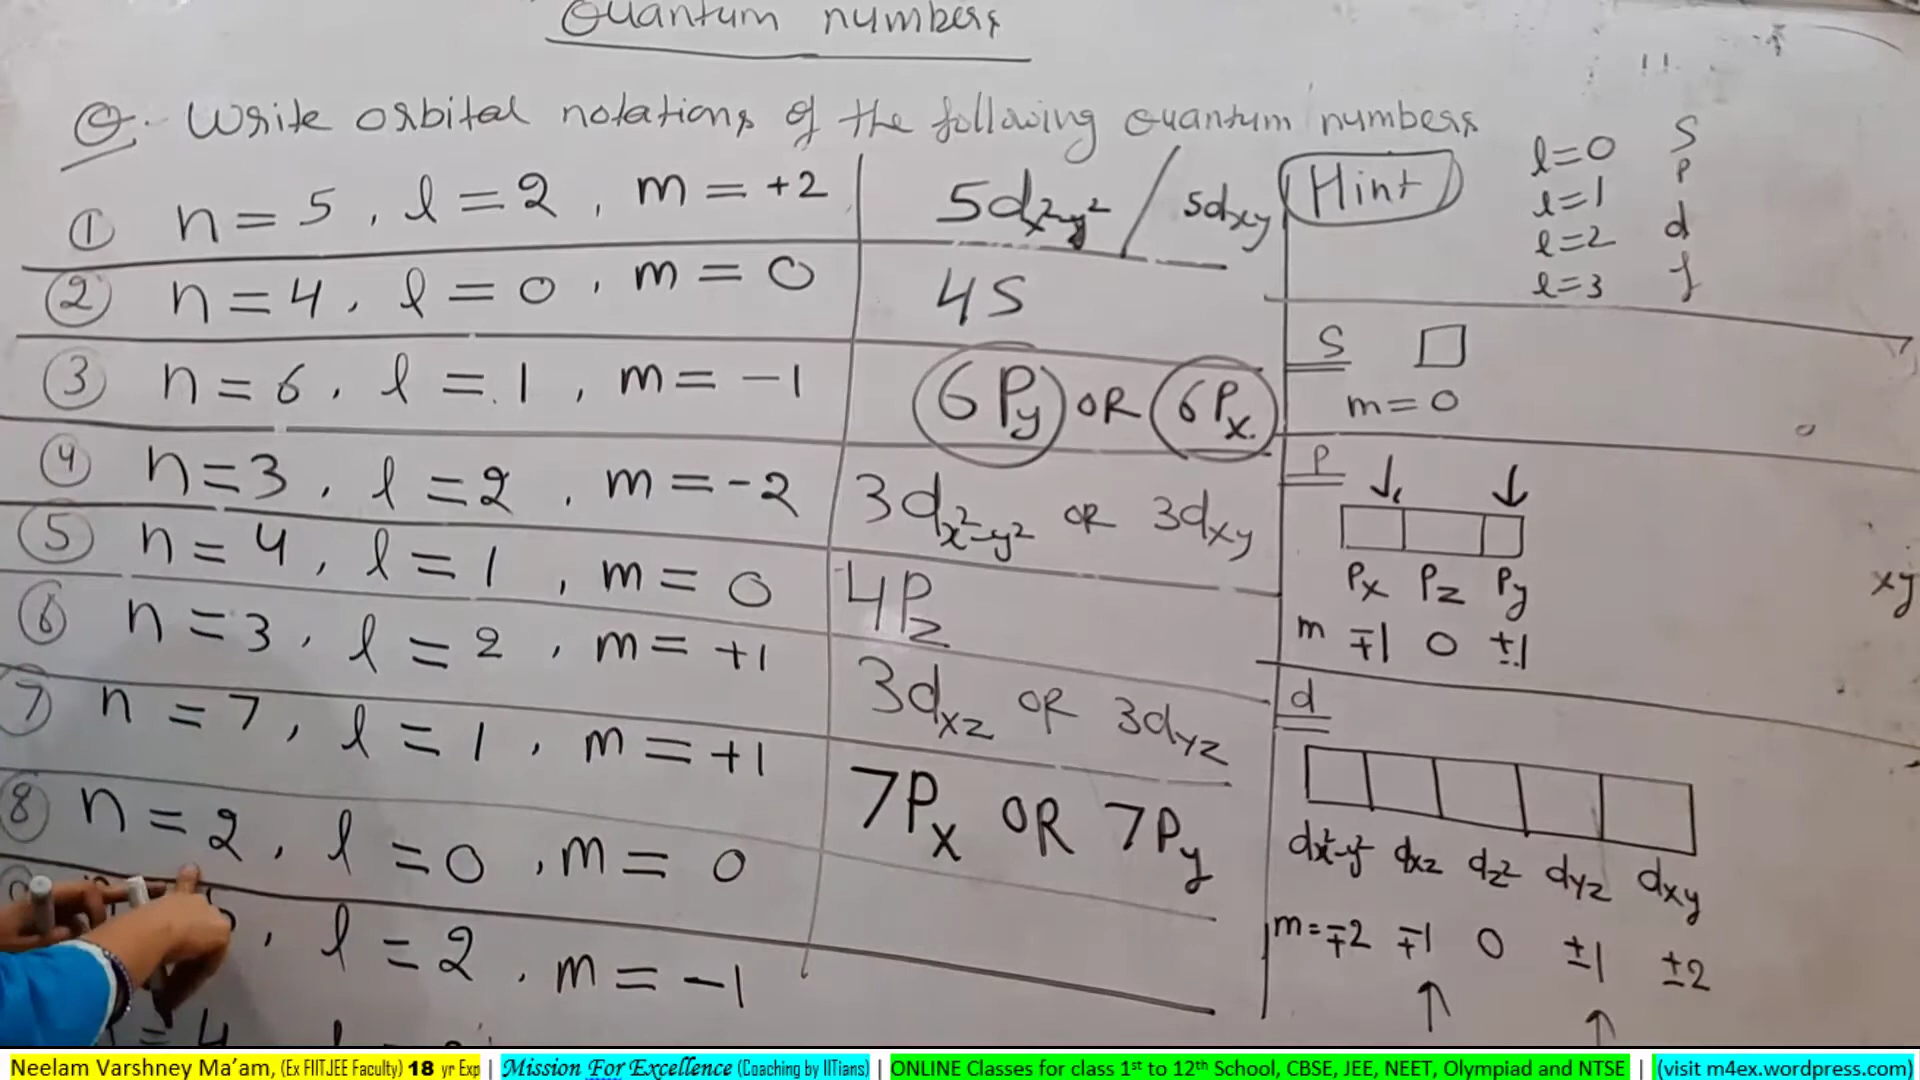 Quantum numbers
Q. Write orbital notations of the following quantum numbers
① n = 5, l = 2, m = +2 5dx²-y² / 5dxy
② n = 4, l = 0, m = 0 4s
③ n = 6, l = 1, m = -1 6Py OR 6Px
④ n = 3, l = 2, m = -2 3dx²-y² OR 3dxy
⑤ n = 4, l = 1, m = 0 4Pz
⑥ n = 3, l = 2, m = +1 3dxz OR 3dyz
⑦ n = 7, l = 1, m = +1 7Px OR 7Py
⑧ n = 2, l = 0, m = 0
, l = 2, m = -1
= 4
Hint
l=0 s
l=1 p
l=2 d
l=3 f
S
m = 0
P
Px Pz Py
m ∓1 0 ±1
d
dx²-y² dxz dz² dyz dxy
m = ∓2 ∓1 0 ±1 ±2
xy
Neelam Varshney Ma'am, (Ex FIITJEE Faculty) 18 yr Exp | Mission For Excellence (Coaching by IITians) | ONLINE Classes for class 1st to 12th School, CBSE, JEE, NEET, Olympiad and NTSE | (visit m4ex.wordpress.com)